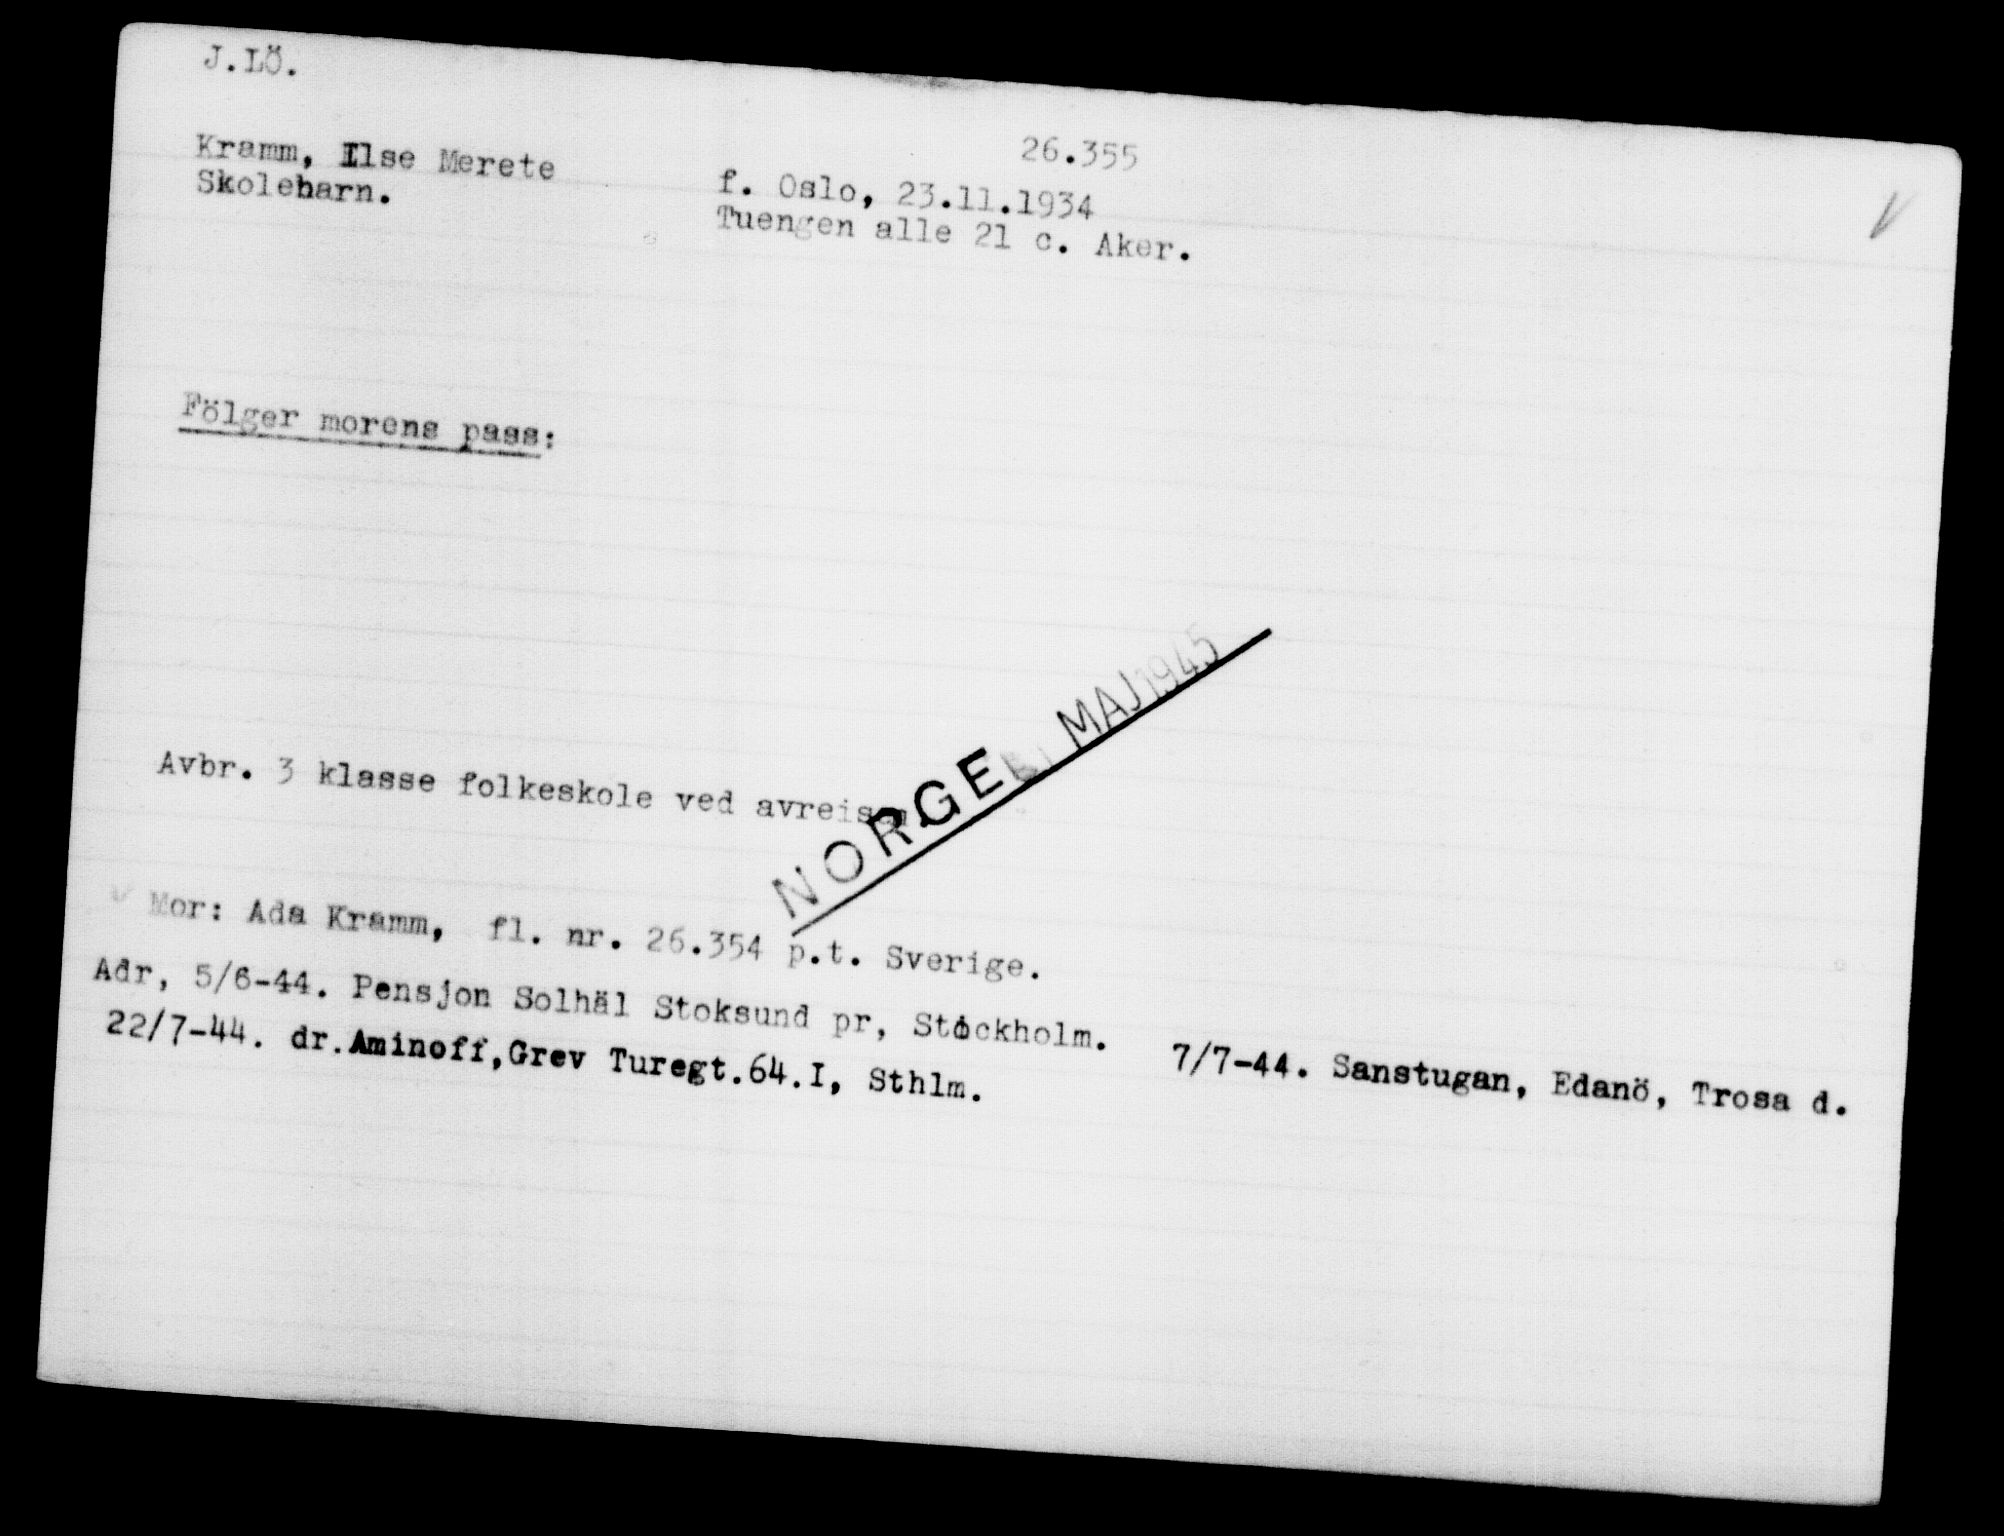 J.LÖ.
26.355
Kramm, Ilse Merete
f. Oslo, 23.11.1934
Skolebarn.
Tuengen alle 21 c. Aker.
Fölger morens pass:
NORGE MAJ 1945
Avbr. 3 klasse folkeskole ved avreisen
Mor: Ada Kramm, fl. nr. 26.354 p.t. Sverige.
Adr, 5/6-44. Pensjon Solhäl Stoksund pr, Stockholm.
7/7-44. Sanstugan, Edanö, Trosa d.
22/7-44. dr.Aminoff,Grev Turegt.64.I, Sthlm.